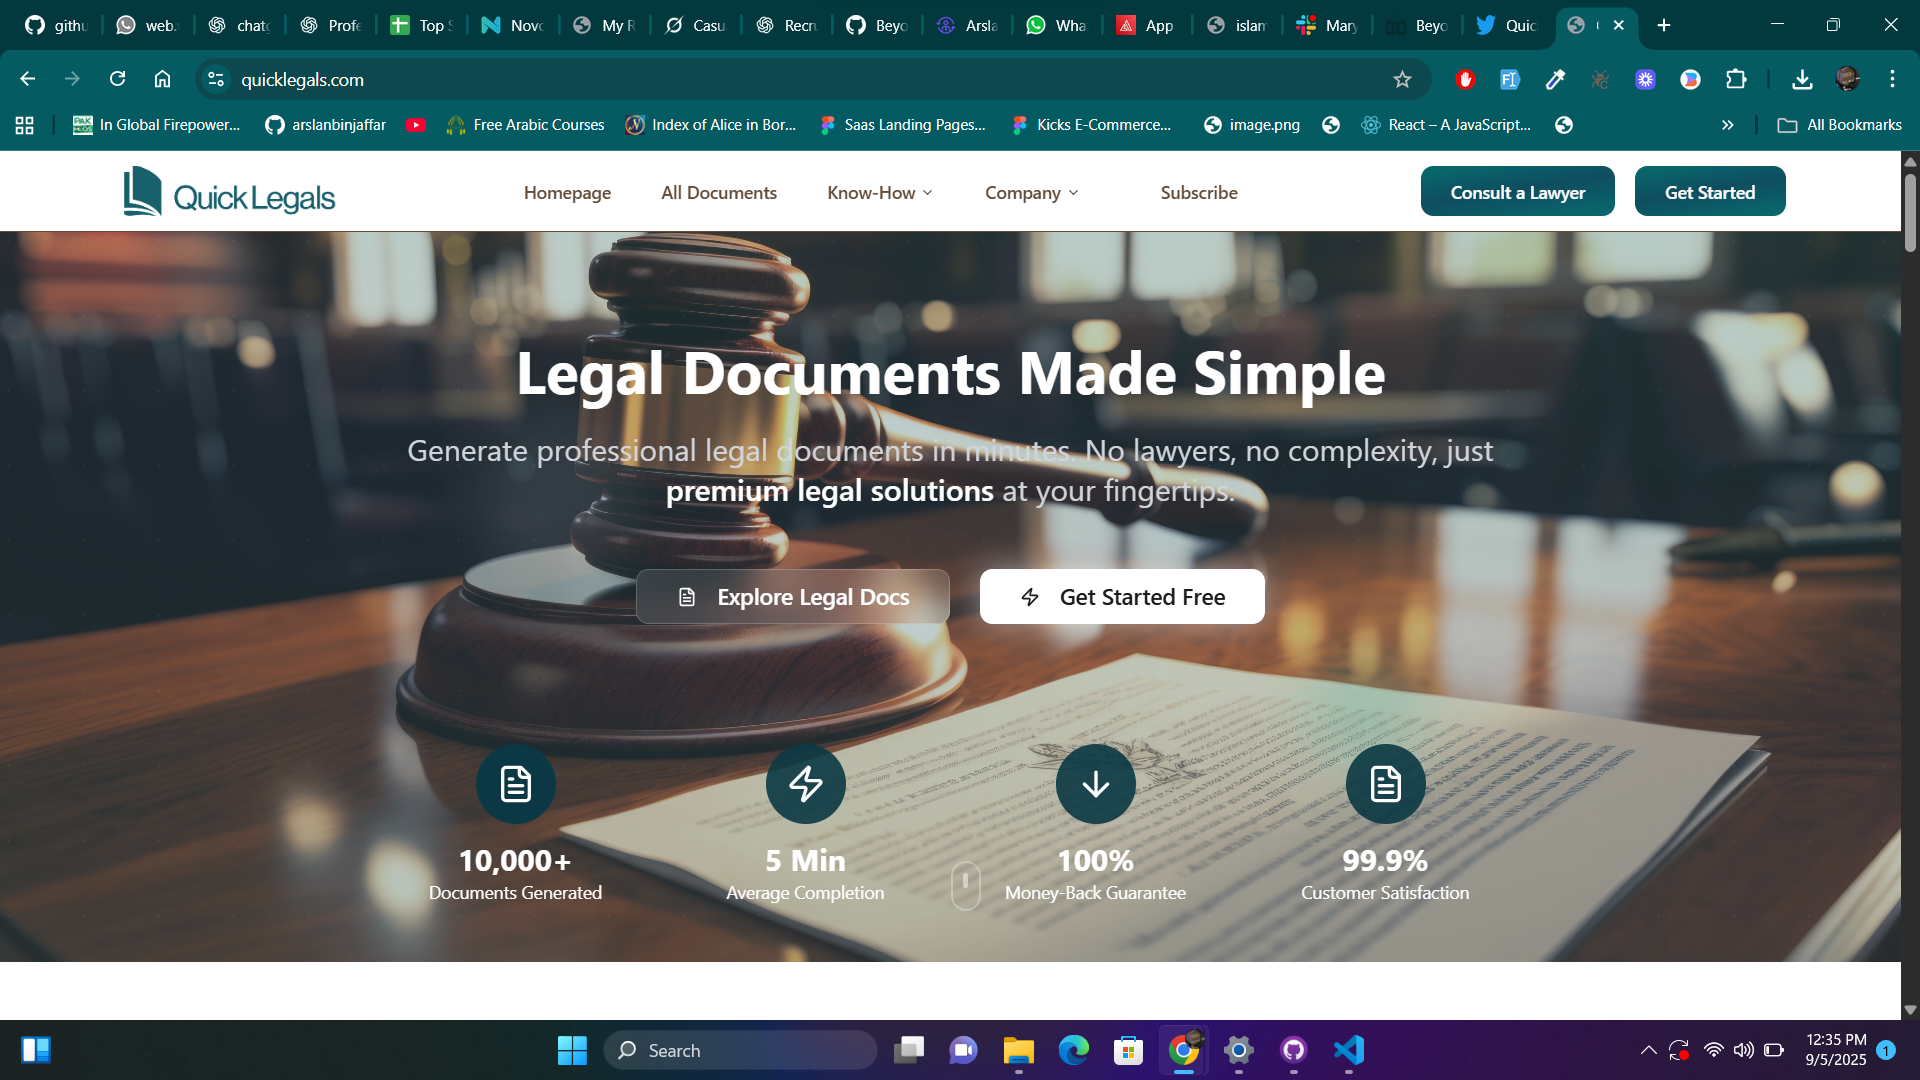 githu
web.
chatg
Profe
Top S
Novo
My R
Casu
Recru
Beyo
Arsla
Wha
App
islam
Mary
Beyo
Quic
quicklegals.com
In Global Firepower...
arslanbinjaffar
Free Arabic Courses
Index of Alice in Bor...
Saas Landing Pages...
Kicks E-Commerce...
image.png
React – A JavaScript...
All Bookmarks
Quick Legals
Homepage
All Documents
Know-How
Company
Subscribe
Consult a Lawyer
Get Started
Legal Documents Made Simple
Generate professional legal documents in minutes. No lawyers, no complexity, just
premium legal solutions at your fingertips.
Explore Legal Docs
Get Started Free
10,000+
Documents Generated
5 Min
Average Completion
100%
Money-Back Guarantee
99.9%
Customer Satisfaction
Search
12:35 PM
9/5/2025
1